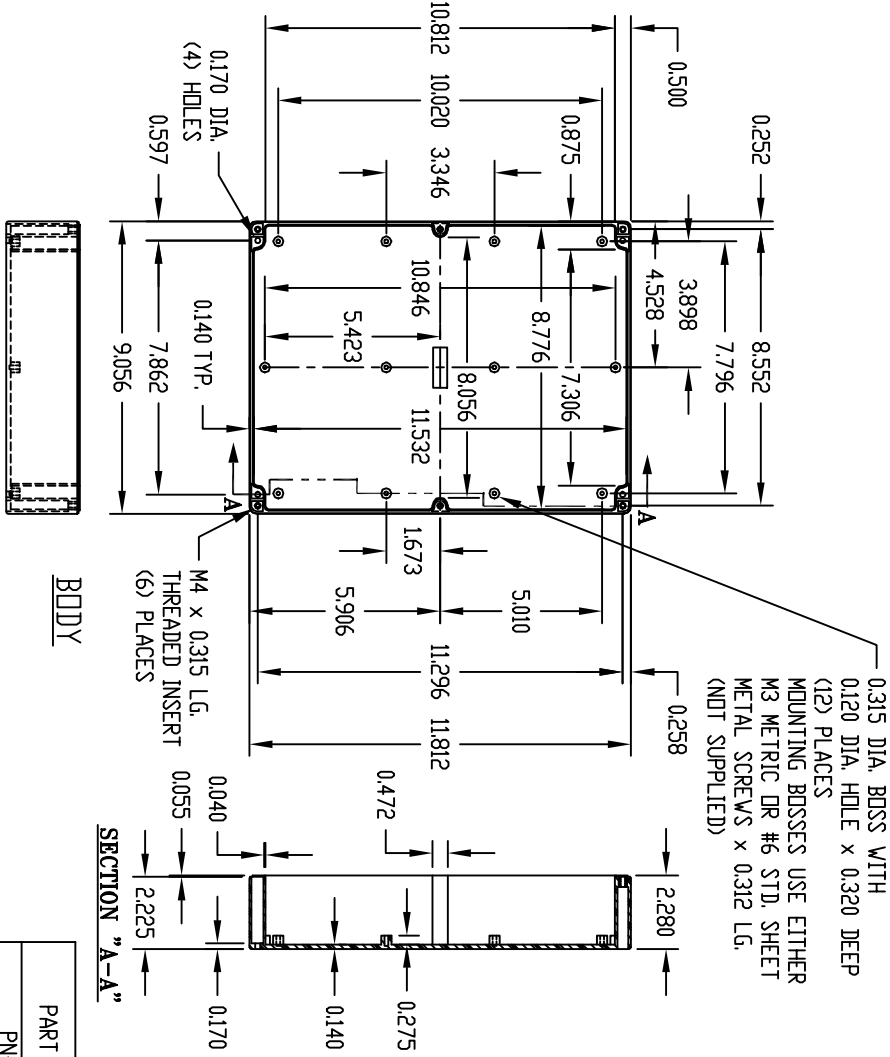 0.315 DIA. BOSS WITH
0.120 DIA. HOLE x 0.320 DEEP
(12) PLACES
MOUNTING BOSSES USE EITHER
M3 METRIC OR #6 STD. SHEET
METAL SCREWS x 0.312 LG.
(NOT SUPPLIED)
10.812
10.020
3.346
0.500
0.875
0.252
0.170 DIA.
(4) HOLES
0.597
4.528
3.898
7.796
8.552
10.846
5.423
8.776
7.306
8.056
11.532
0.140 TYP.
7.862
9.056
A
A
1.673
5.906
5.010
11.296
11.812
0.258
M4 x 0.315 LG.
THREADED INSERT
(6) PLACES
BODY
0.472
0.040
0.055
2.225
2.280
0.275
0.140
0.170
SECTION "A-A"
PART
PN